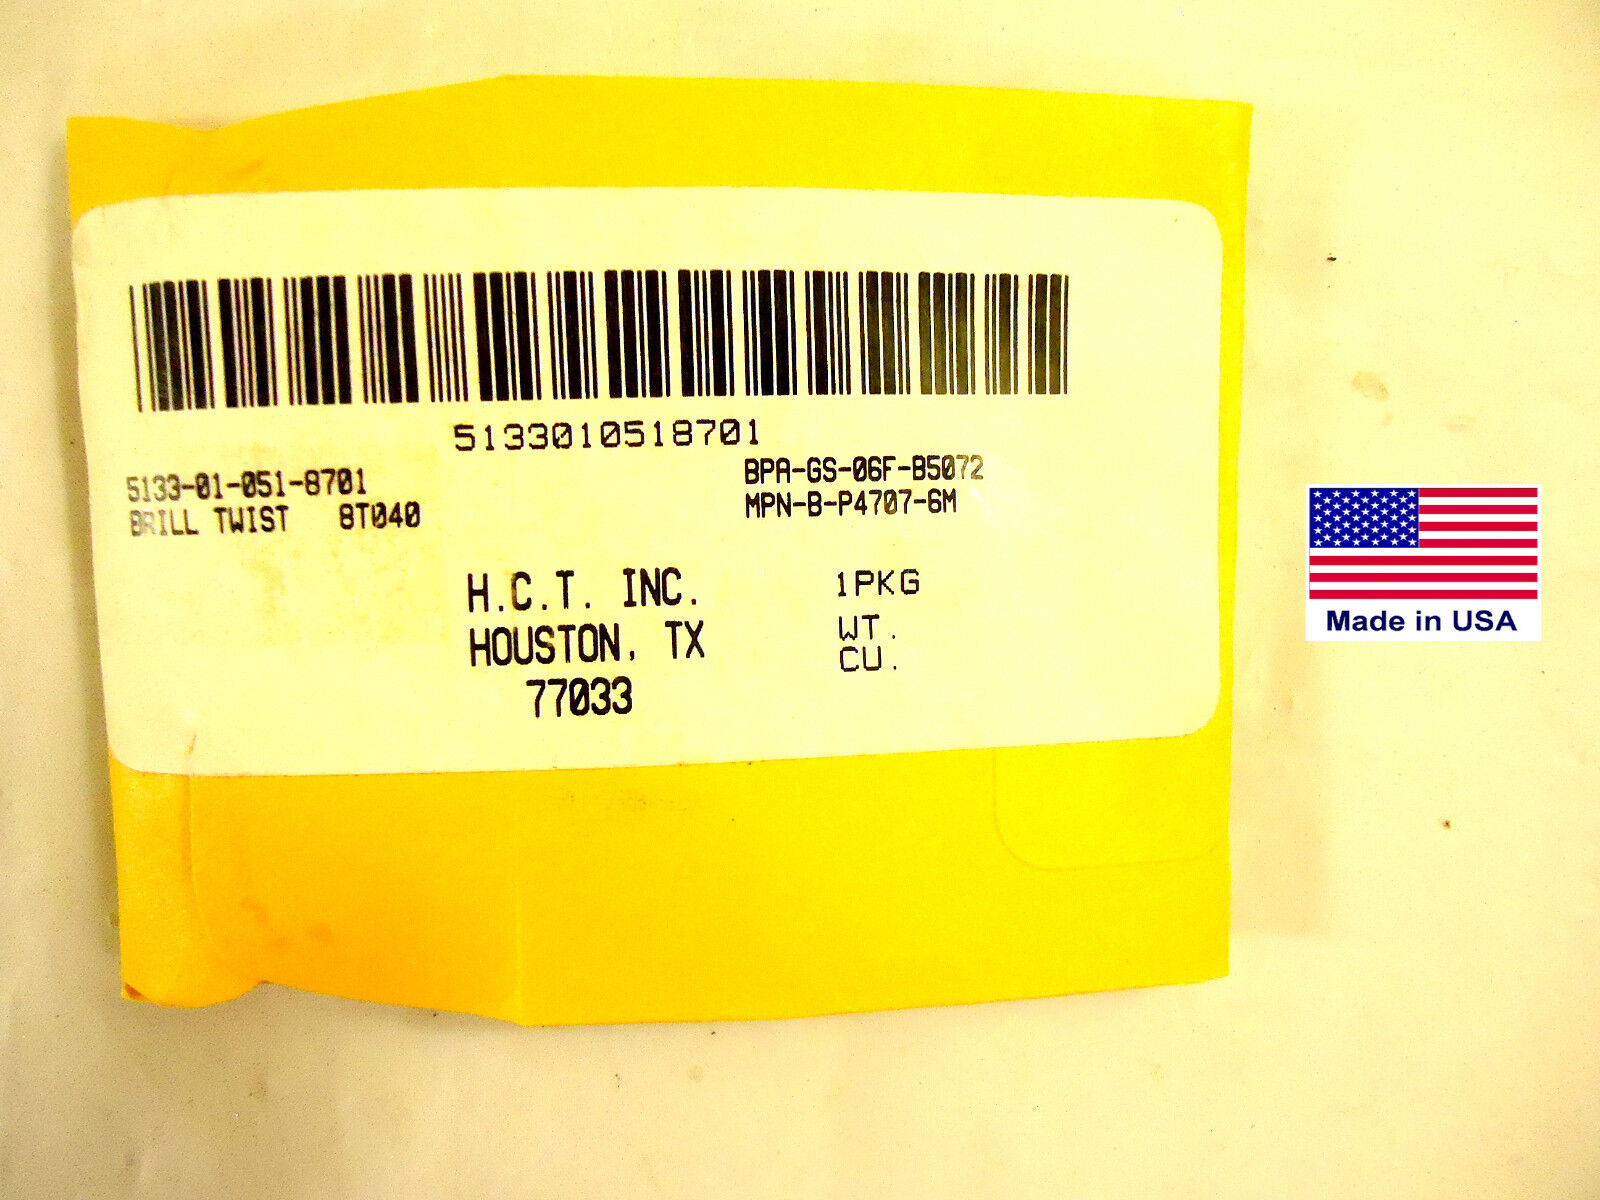 5133010518701
5133-01-051-8701
DRILL TWIST 8T040
BPA-GS-06F-85072
MPN-B-P4707-6M
H.C.T. INC.
HOUSTON, TX
77033
1PKG
WT.
CU.
Made in USA